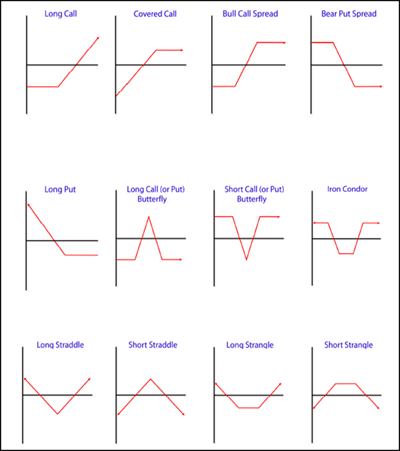 Long Call
Covered Call
Bull Call Spread
Bear Put Spread
Long Put
Long Call (or Put)
Butterfly
Short Call (or Put)
Butterfly
Iron Condor
Long Straddle
Short Straddle
Long Strangle
Short Strangle